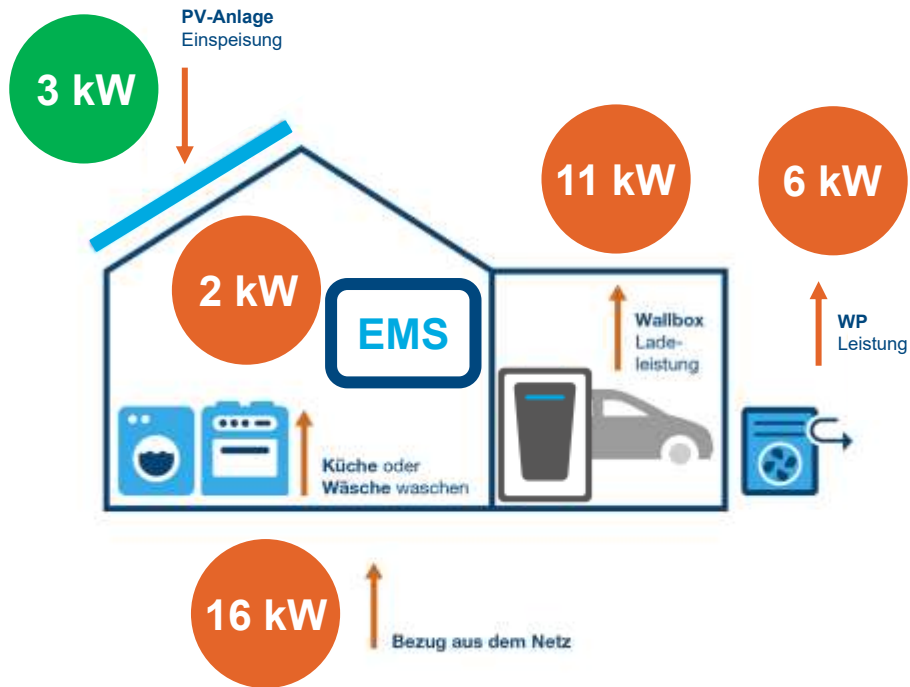 PV-Anlage
Einspeisung
3 kW
11 kW
6 kW
2 kW
EMS
Wallbox
Lade-
leistung
WP
Leistung
Küche oder
Wäsche waschen
16 kW
Bezug aus dem Netz